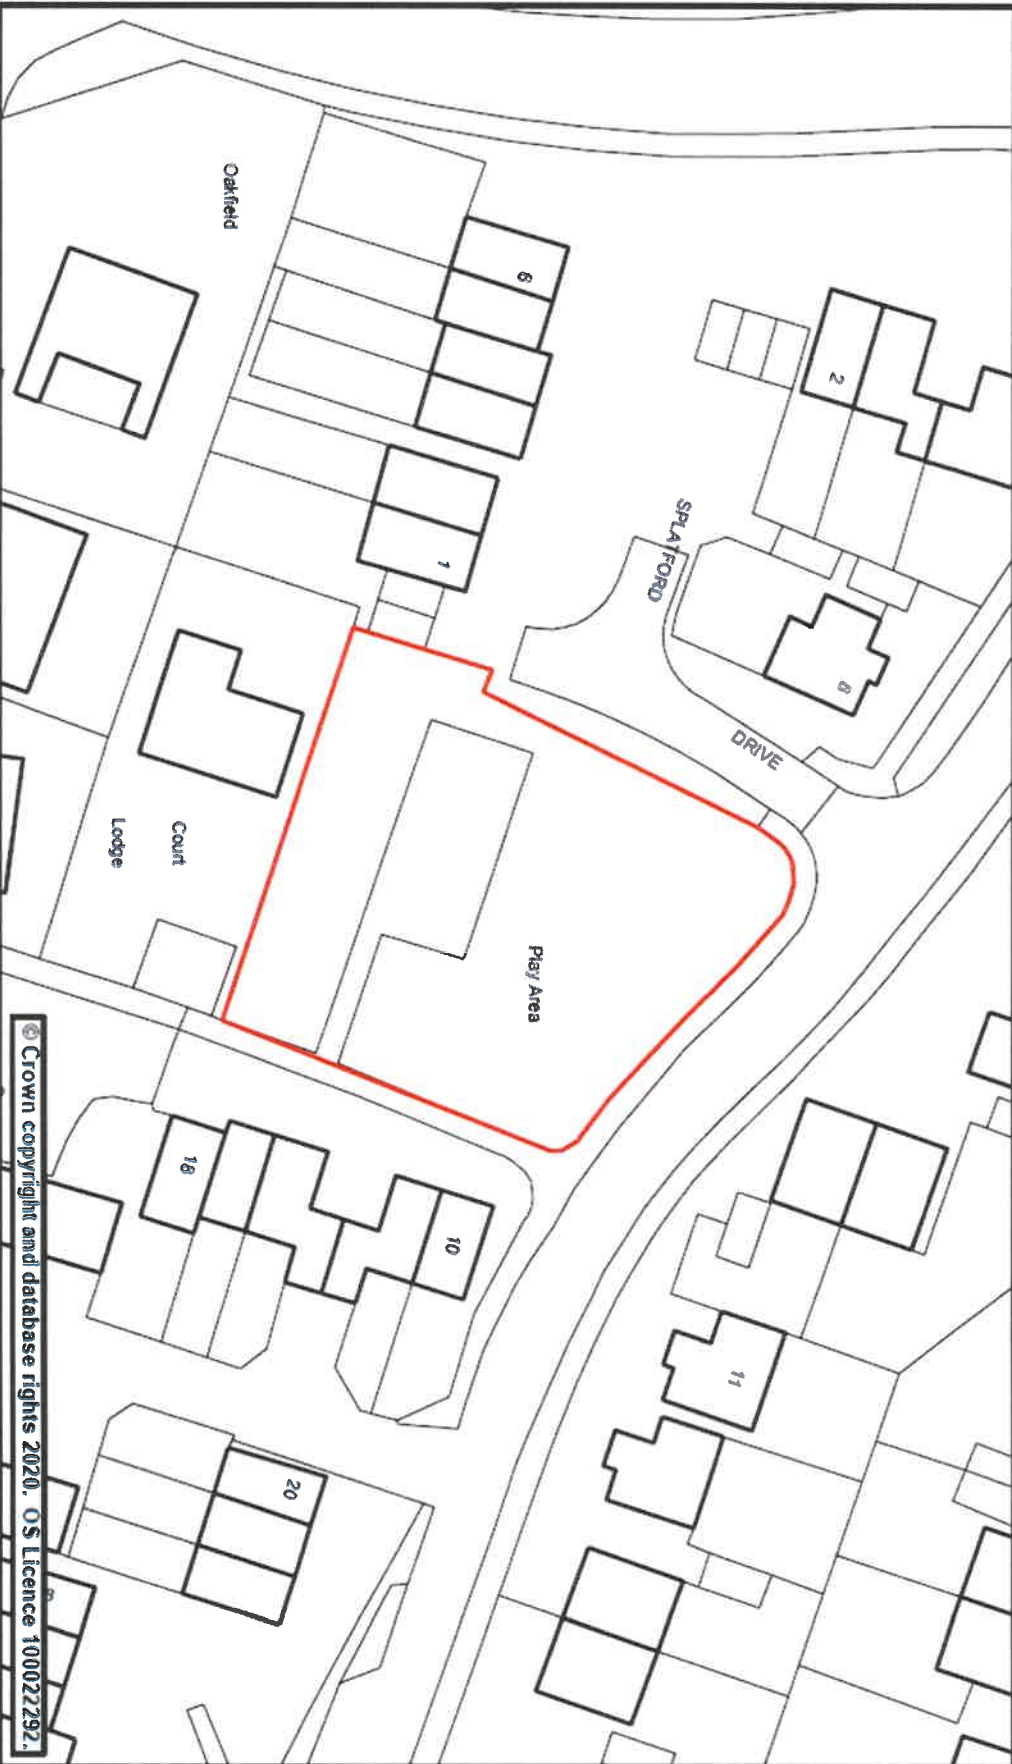 Oakfield
6
2
SPLATFORD
1
8
DRIVE
Court
Lodge
Play Area
18
10
11
20
8
© Crown copyright and database rights 2020. OS Licence 100022292.